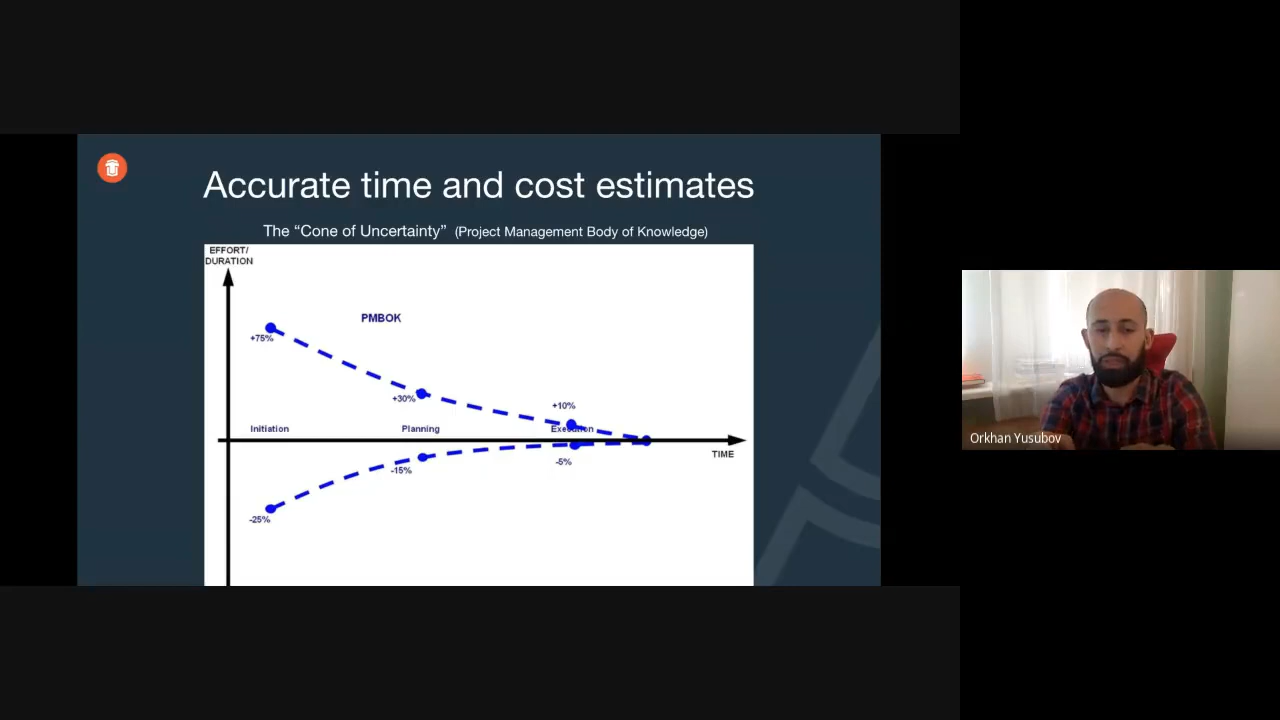 Accurate time and cost estimates
The “Cone of Uncertainty” (Project Management Body of Knowledge)
EFFORT/
DURATION
PMBOK
+75%
+30%
+10%
Initiation
Planning
Execution
TIME
-5%
-15%
-25%
Orkhan Yusubov